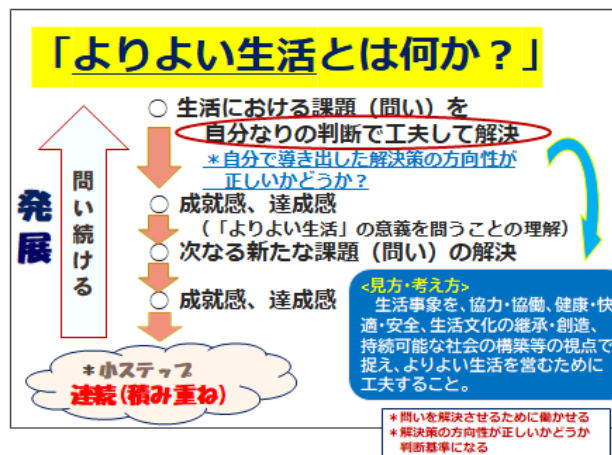 「よりよい生活とは何か？」
○ 生活における課題（問い）を
自分なりの判断で工夫して解決
＊自分で導き出した解決策の方向性が
正しいかどうか？
○ 成就感、達成感
（「よりよい生活」の意義を問うことの理解）
○ 次なる新たな課題（問い）の解決
○ 成就感、達成感
発展
問い続ける
＊小ステップ
連続（積み重ね）
<見方・考え方>
生活事象を、協力・協働、健康・快
適・安全、生活文化の継承・創造、
持続可能な社会の構築等の視点で
捉え、よりよい生活を営むために
工夫すること。
＊問いを解決させるために働かせる
＊解決策の方向性が正しいかどうか
判断基準になる